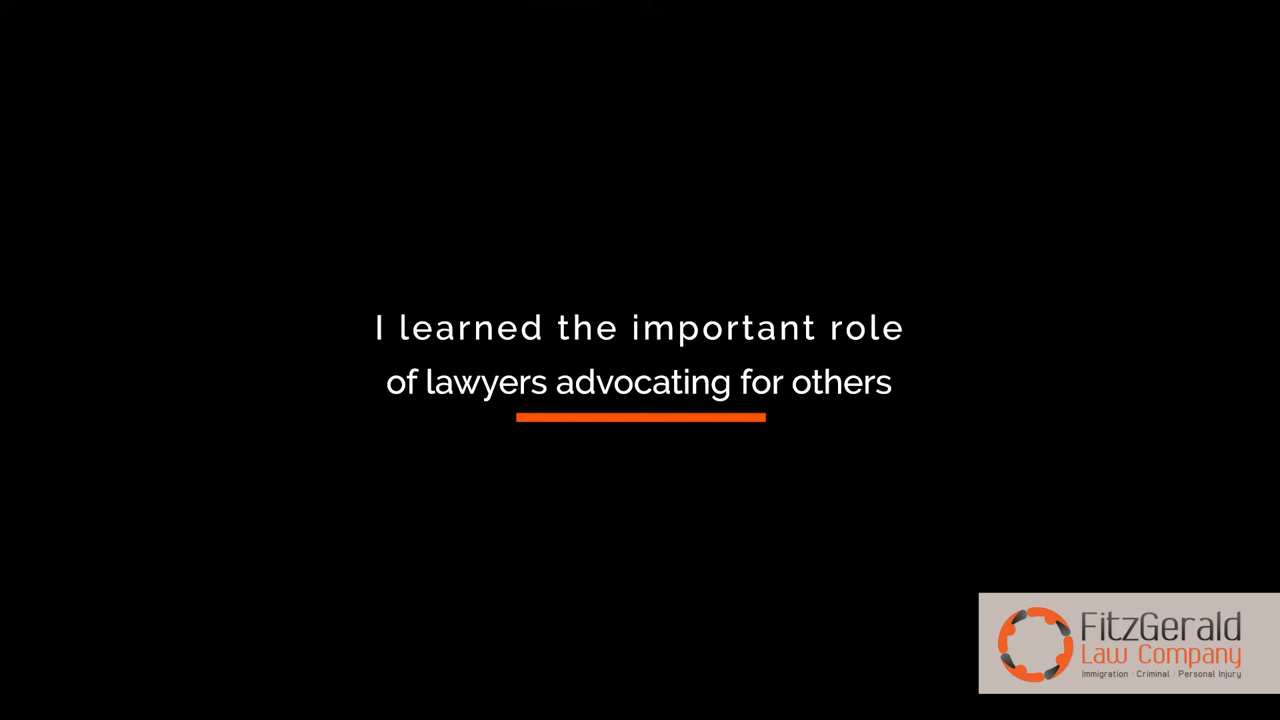 I learned the important role
of lawyers advocating for others
FitzGerald
Law Company
Immigration | Criminal | Personal Injury